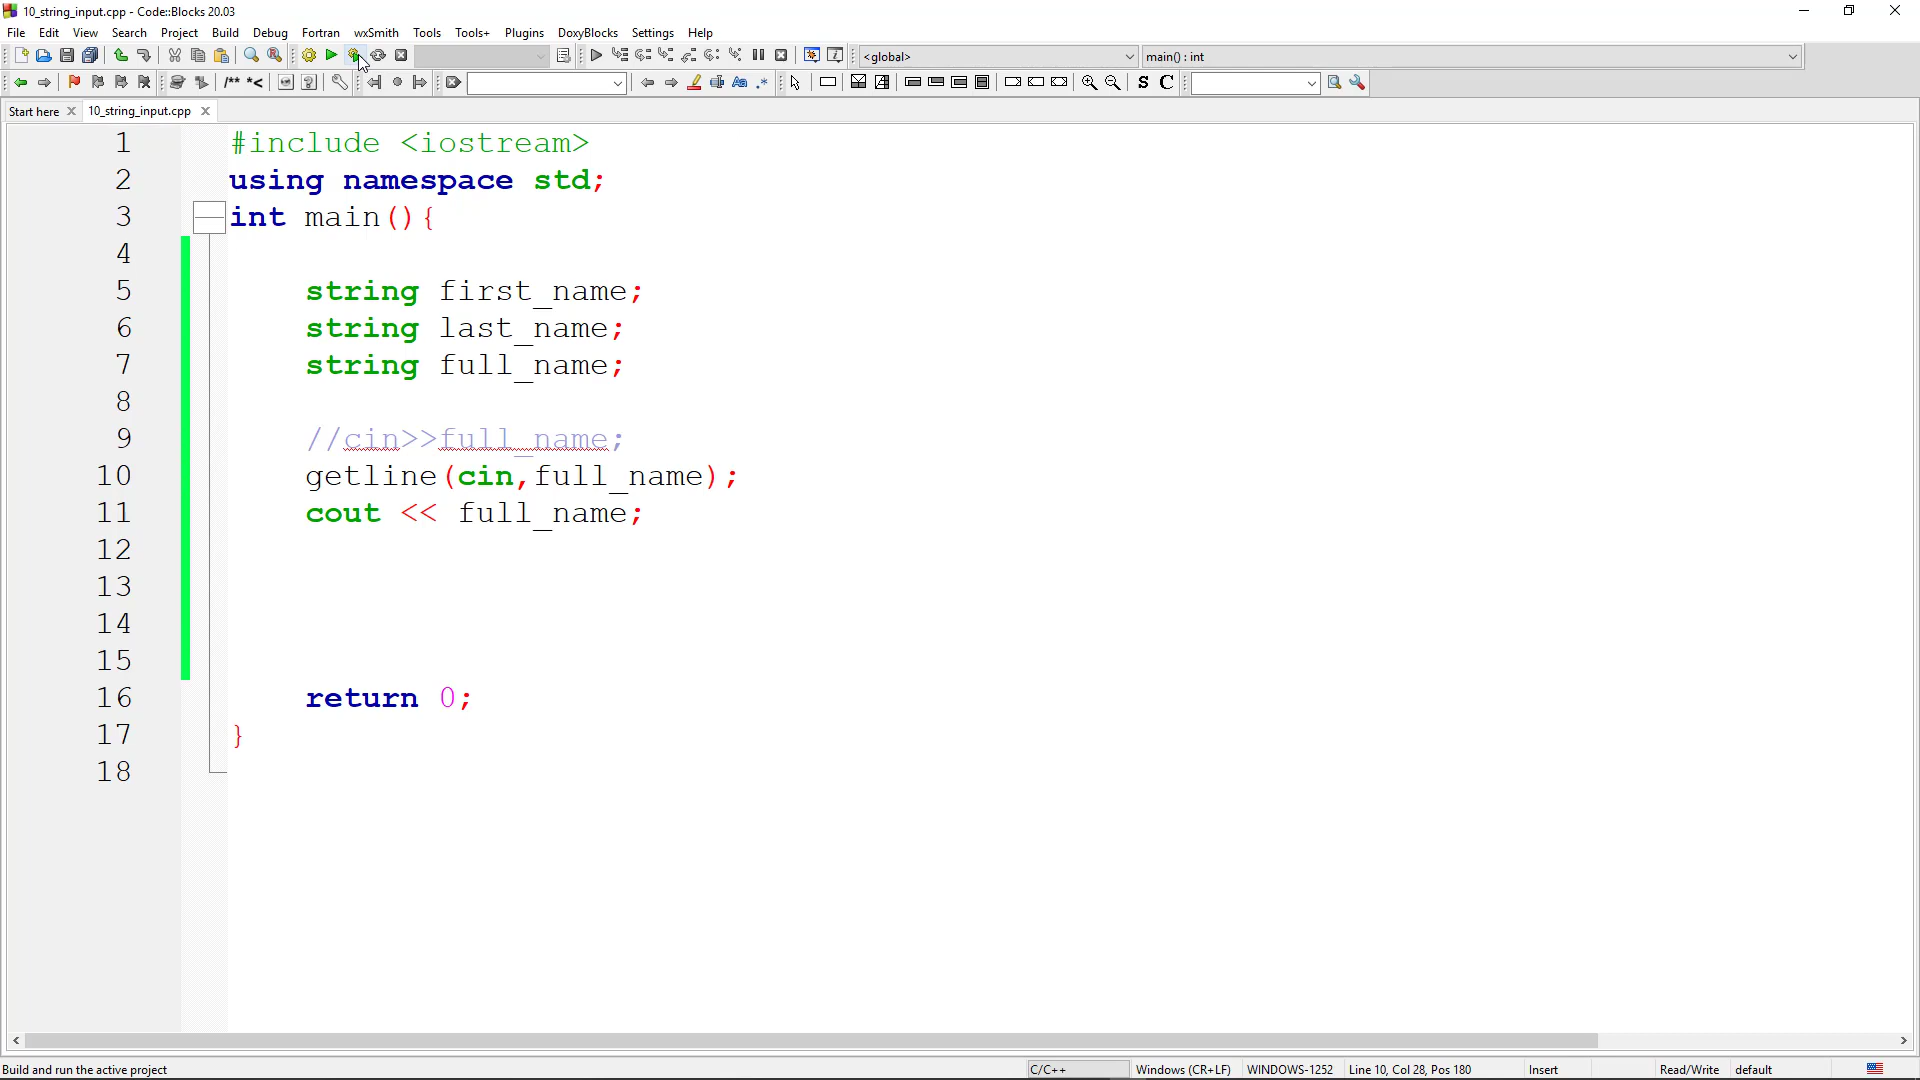 10_string_input.cpp - Code::Blocks 20.03
File Edit View Search Project Build Debug Fortran wxSmith Tools Tools+ Plugins DoxyBlocks Settings Help
<global> main() : int
/** *< Aa .* S C
Start here 10_string_input.cpp
1 #include <iostream>
2 using namespace std;
3 int main(){
4
5 string first_name;
6 string last_name;
7 string full_name;
8
9 //cin>>full_name;
10 getline(cin,full_name);
11 cout << full_name;
12
13
14
15
16 return 0;
17 }
18
Build and run the active project C/C++ Windows (CR+LF) WINDOWS-1252 Line 10, Col 28, Pos 180 Insert Read/Write default